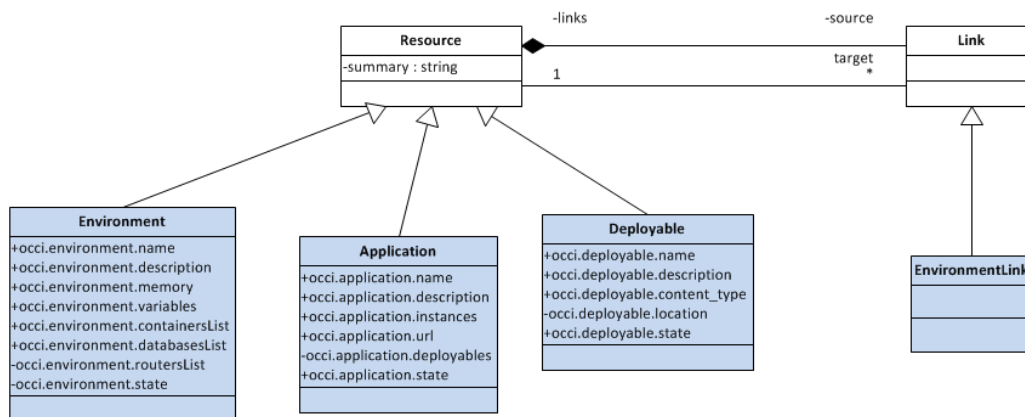 -links
-source
Resource
Link
-summary : string
1
target
*
Environment
+occi.environment.name
+occi.environment.description
+occi.environment.memory
+occi.environment.variables
+occi.environment.containersList
+occi.environment.databasesList
-occi.environment.routersList
-occi.environment.state
Application
+occi.application.name
+occi.application.description
+occi.application.instances
+occi.application.url
-occi.application.deployables
+occi.application.state
Deployable
+occi.deployable.name
+occi.deployable.description
+occi.deployable.content_type
-occi.deployable.location
+occi.deployable.state
EnvironmentLink